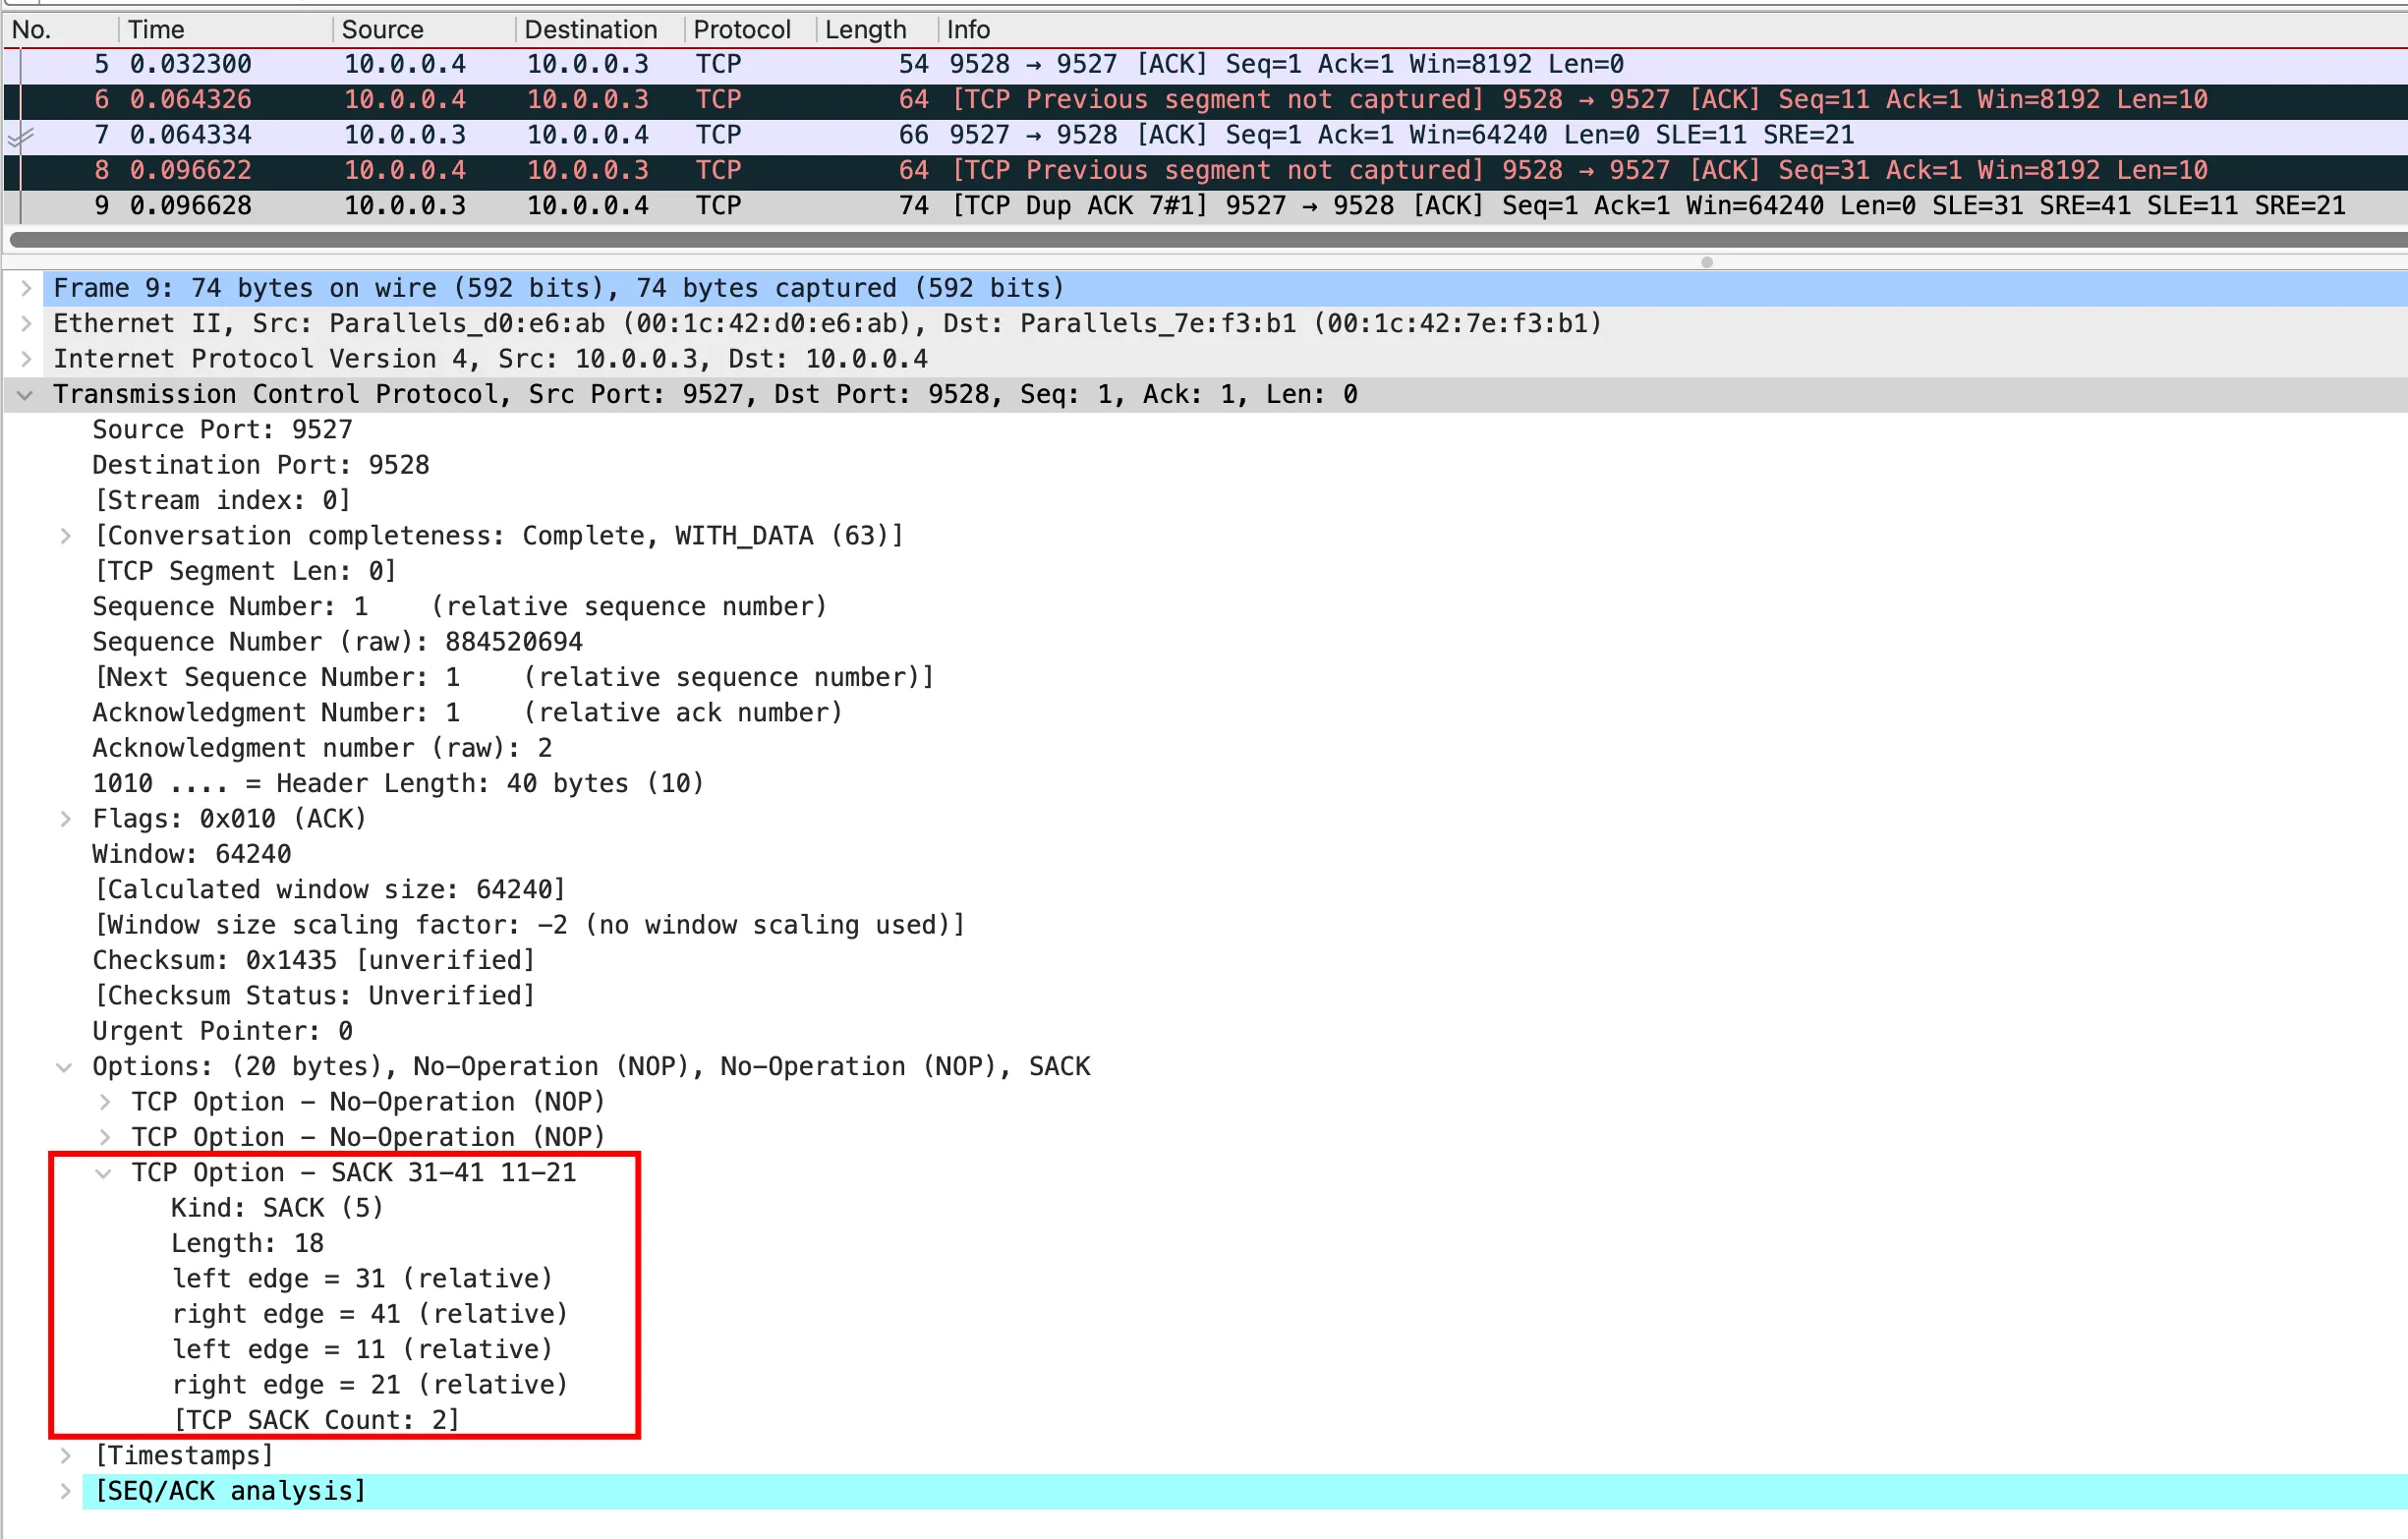 No. Time Source Destination Protocol Length Info
5 0.032300 10.0.0.4 10.0.0.3 TCP 54 9528 → 9527 [ACK] Seq=1 Ack=1 Win=8192 Len=0
6 0.064326 10.0.0.4 10.0.0.3 TCP 64 [TCP Previous segment not captured] 9528 → 9527 [ACK] Seq=11 Ack=1 Win=8192 Len=10
7 0.064334 10.0.0.3 10.0.0.4 TCP 66 9527 → 9528 [ACK] Seq=1 Ack=1 Win=64240 Len=0 SLE=11 SRE=21
8 0.096622 10.0.0.4 10.0.0.3 TCP 64 [TCP Previous segment not captured] 9528 → 9527 [ACK] Seq=31 Ack=1 Win=8192 Len=10
9 0.096628 10.0.0.3 10.0.0.4 TCP 74 [TCP Dup ACK 7#1] 9527 → 9528 [ACK] Seq=1 Ack=1 Win=64240 Len=0 SLE=31 SRE=41 SLE=11 SRE=21
Frame 9: 74 bytes on wire (592 bits), 74 bytes captured (592 bits)
Ethernet II, Src: Parallels_d0:e6:ab (00:1c:42:d0:e6:ab), Dst: Parallels_7e:f3:b1 (00:1c:42:7e:f3:b1)
Internet Protocol Version 4, Src: 10.0.0.3, Dst: 10.0.0.4
Transmission Control Protocol, Src Port: 9527, Dst Port: 9528, Seq: 1, Ack: 1, Len: 0
Source Port: 9527
Destination Port: 9528
[Stream index: 0]
[Conversation completeness: Complete, WITH_DATA (63)]
[TCP Segment Len: 0]
Sequence Number: 1 (relative sequence number)
Sequence Number (raw): 884520694
[Next Sequence Number: 1 (relative sequence number)]
Acknowledgment Number: 1 (relative ack number)
Acknowledgment number (raw): 2
1010 .... = Header Length: 40 bytes (10)
Flags: 0x010 (ACK)
Window: 64240
[Calculated window size: 64240]
[Window size scaling factor: -2 (no window scaling used)]
Checksum: 0x1435 [unverified]
[Checksum Status: Unverified]
Urgent Pointer: 0
Options: (20 bytes), No-Operation (NOP), No-Operation (NOP), SACK
TCP Option - No-Operation (NOP)
TCP Option - No-Operation (NOP)
TCP Option - SACK 31-41 11-21
Kind: SACK (5)
Length: 18
left edge = 31 (relative)
right edge = 41 (relative)
left edge = 11 (relative)
right edge = 21 (relative)
[TCP SACK Count: 2]
[Timestamps]
[SEQ/ACK analysis]